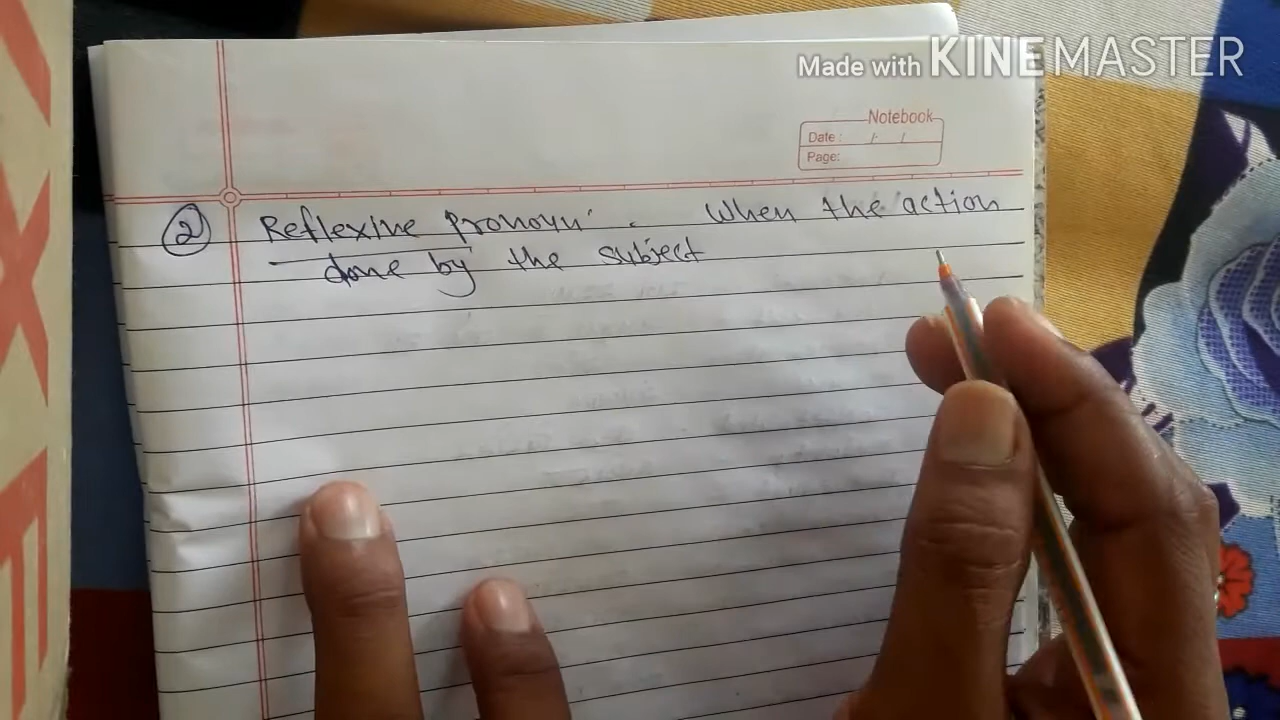 Made with KINEMASTER
Notebook
Date : / /
Page:
② Reflexive pronoun . When the action
done by the subject